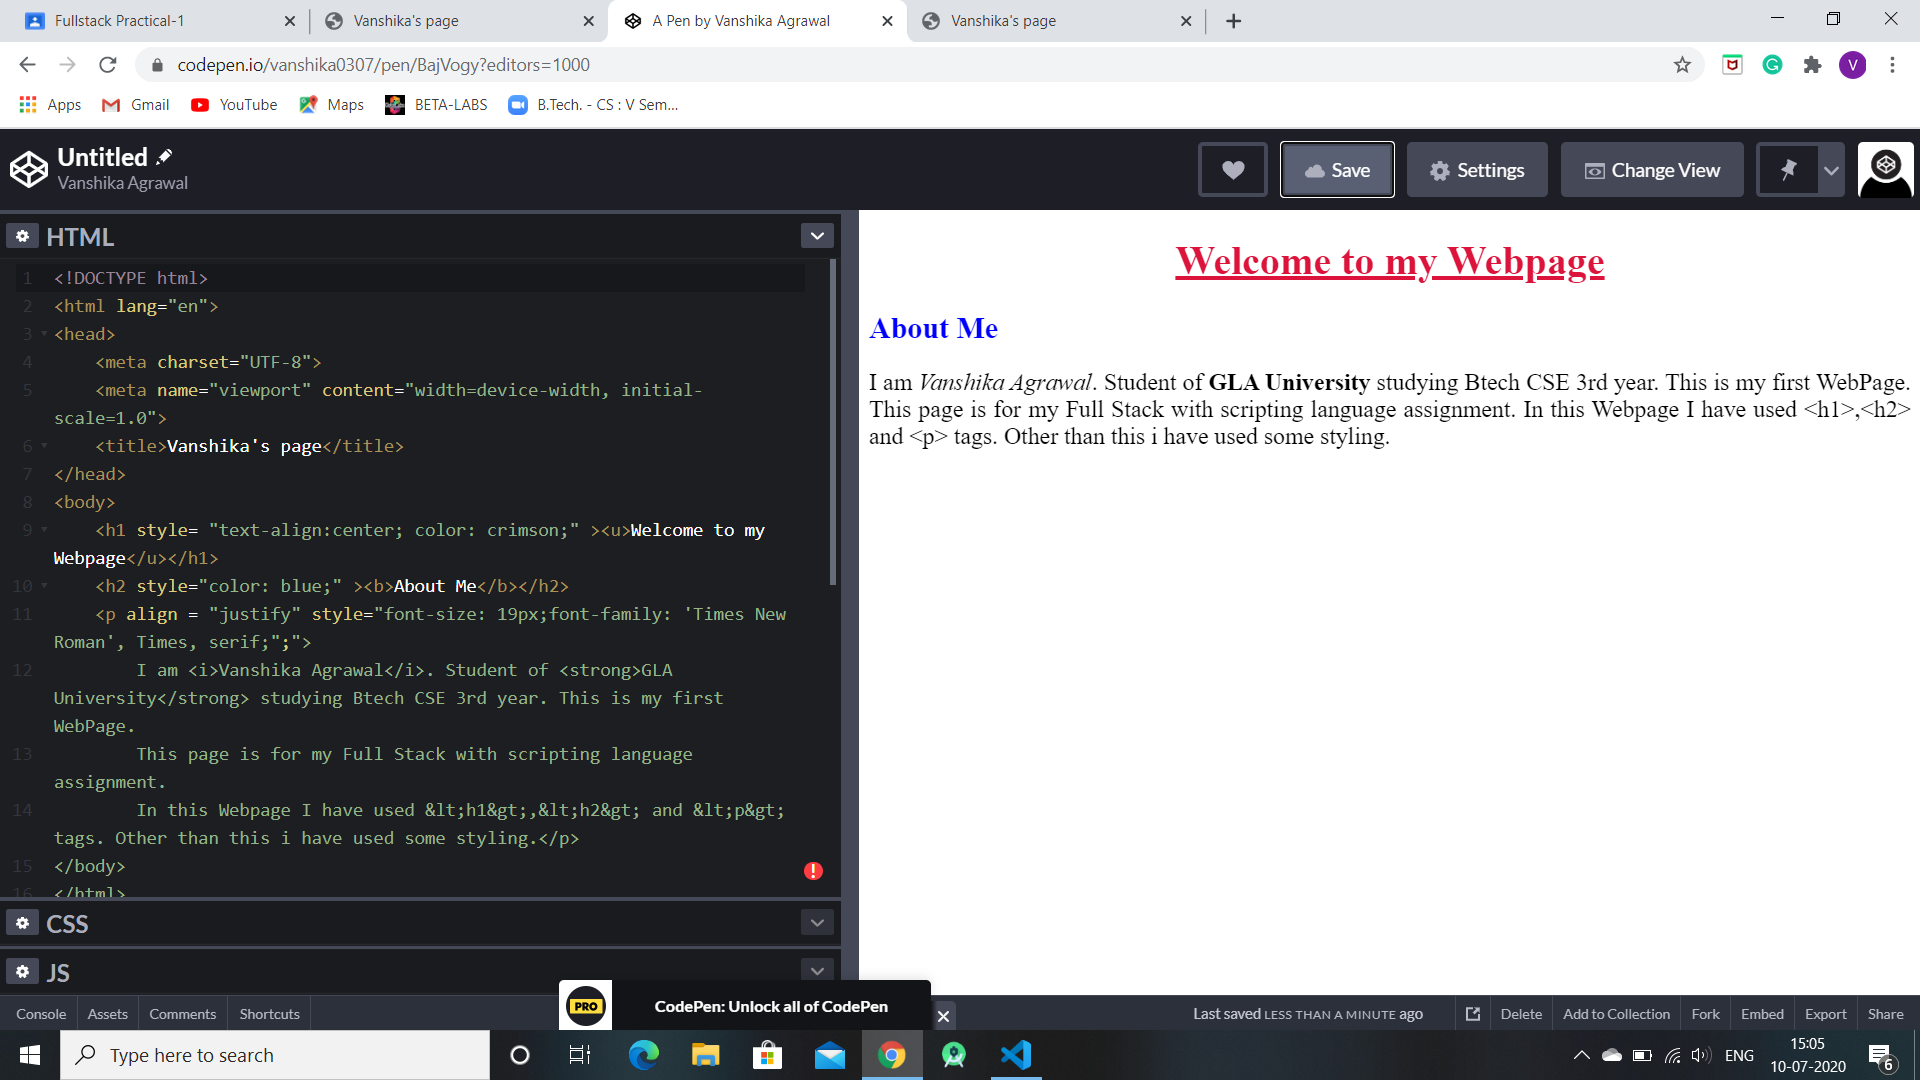 Fullstack Practical-1
Vanshika's page
A Pen by Vanshika Agrawal
Vanshika's page
codepen.io/vanshika0307/pen/BajVogy?editors=1000
V
Apps
Gmail
YouTube
Maps
BETA-LABS
B.Tech. - CS : V Sem...
Untitled
Vanshika Agrawal
Save
Settings
Change View
HTML
1 <!DOCTYPE html>
2 <html lang="en">
3 <head>
4 <meta charset="UTF-8">
5 <meta name="viewport" content="width=device-width, initial-
scale=1.0">
6 <title>Vanshika's page</title>
7 </head>
8 <body>
9 <h1 style= "text-align:center; color: crimson;" ><u>Welcome to my
Webpage</u></h1>
10 <h2 style="color: blue;" ><b>About Me</b></h2>
11 <p align = "justify" style="font-size: 19px;font-family: 'Times New
Roman', Times, serif;";">
12 I am <i>Vanshika Agrawal</i>. Student of <strong>GLA
University</strong> studying Btech CSE 3rd year. This is my first
WebPage.
13 This page is for my Full Stack with scripting language
assignment.
14 In this Webpage I have used &lt;h1&gt;,&lt;h2&gt; and &lt;p&gt;
tags. Other than this i have used some styling.</p>
15 </body>
16 </html>
Welcome to my Webpage
About Me
I am Vanshika Agrawal. Student of GLA University studying Btech CSE 3rd year. This is my first WebPage.
This page is for my Full Stack with scripting language assignment. In this Webpage I have used <h1>,<h2>
and <p> tags. Other than this i have used some styling.
CSS
JS
Console
Assets
Comments
Shortcuts
PRO
CodePen: Unlock all of CodePen
Last saved LESS THAN A MINUTE ago
Delete
Add to Collection
Fork
Embed
Export
Share
Type here to search
ENG
15:05
10-07-2020
6